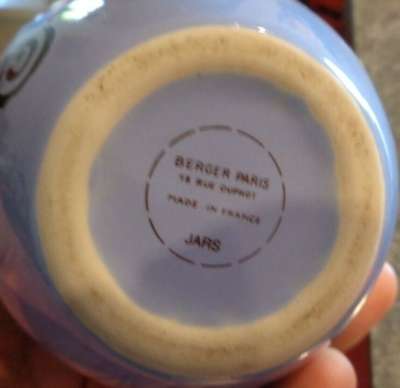 BERGER PARIS
18 RUE DUPHOT
MADE IN FRANCE
JARS